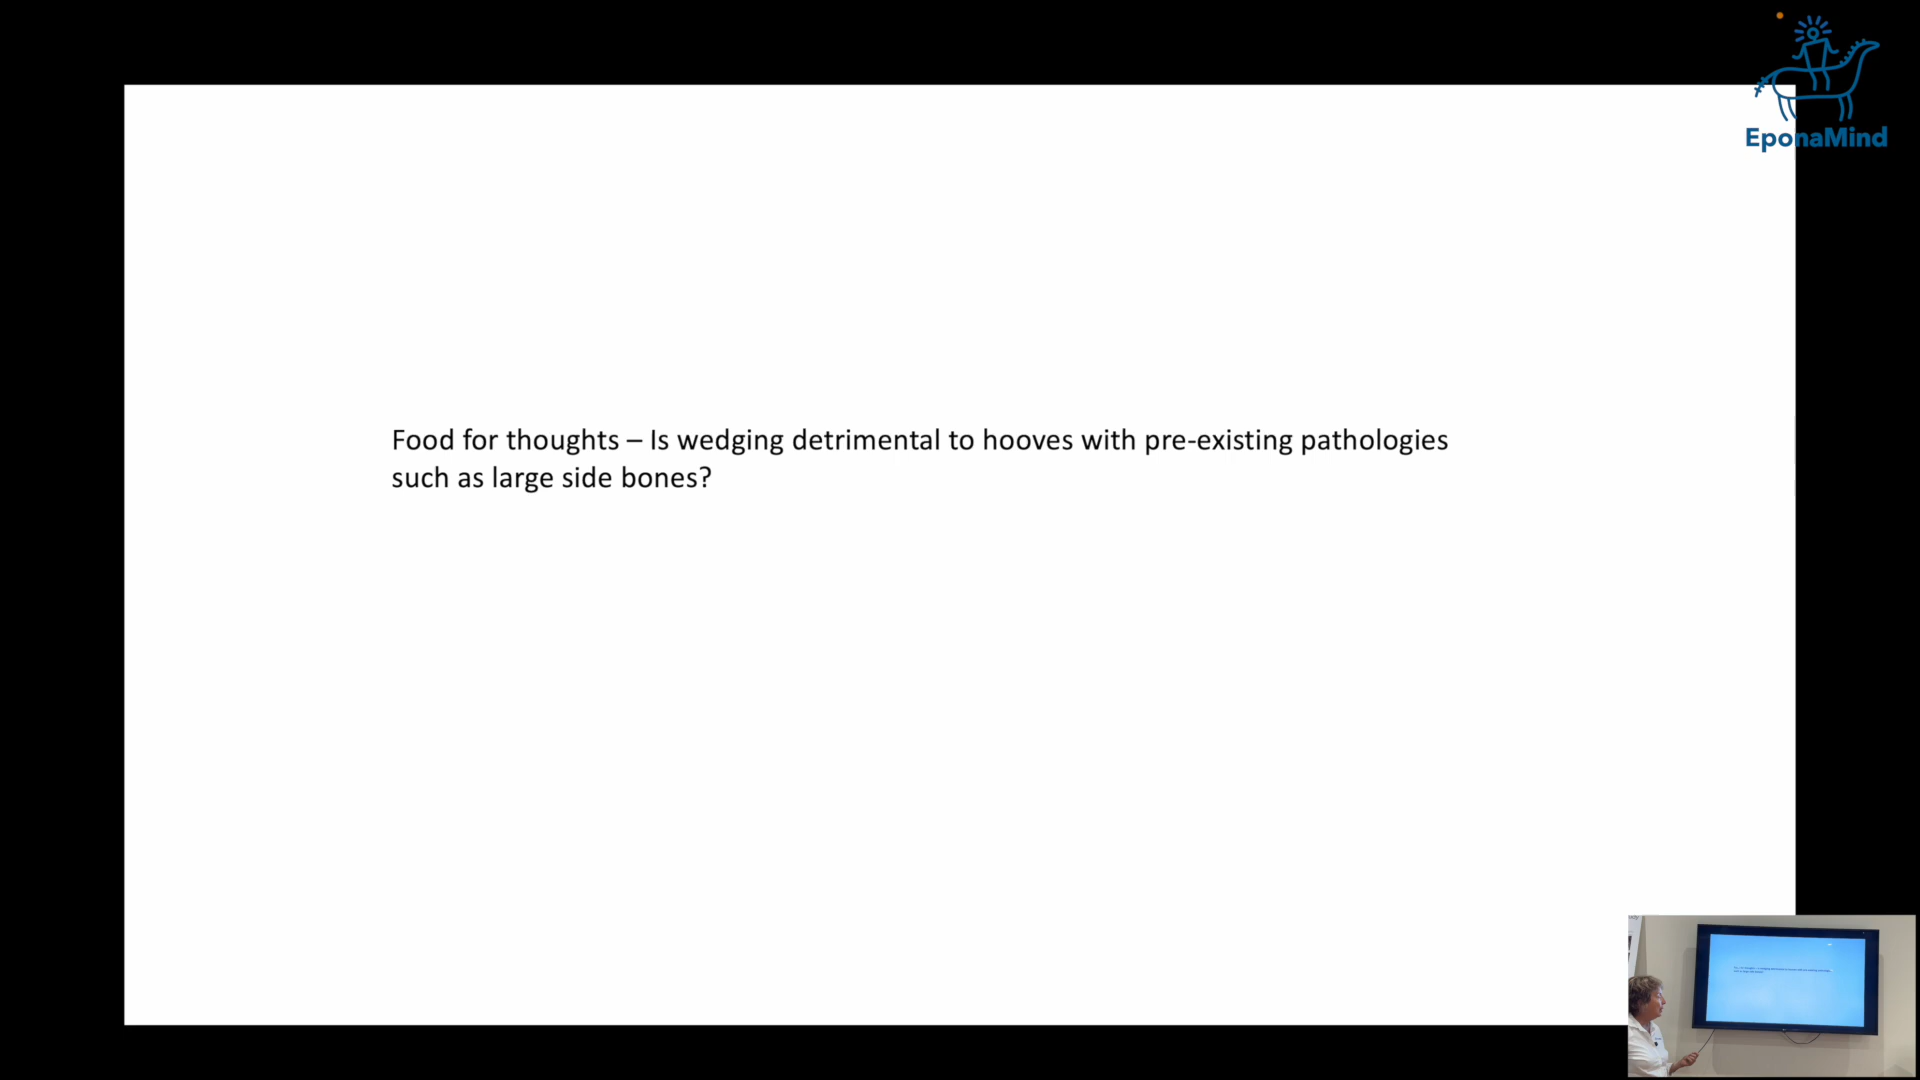 EponaMind
Food for thoughts – Is wedging detrimental to hooves with pre-existing pathologies
such as large side bones?